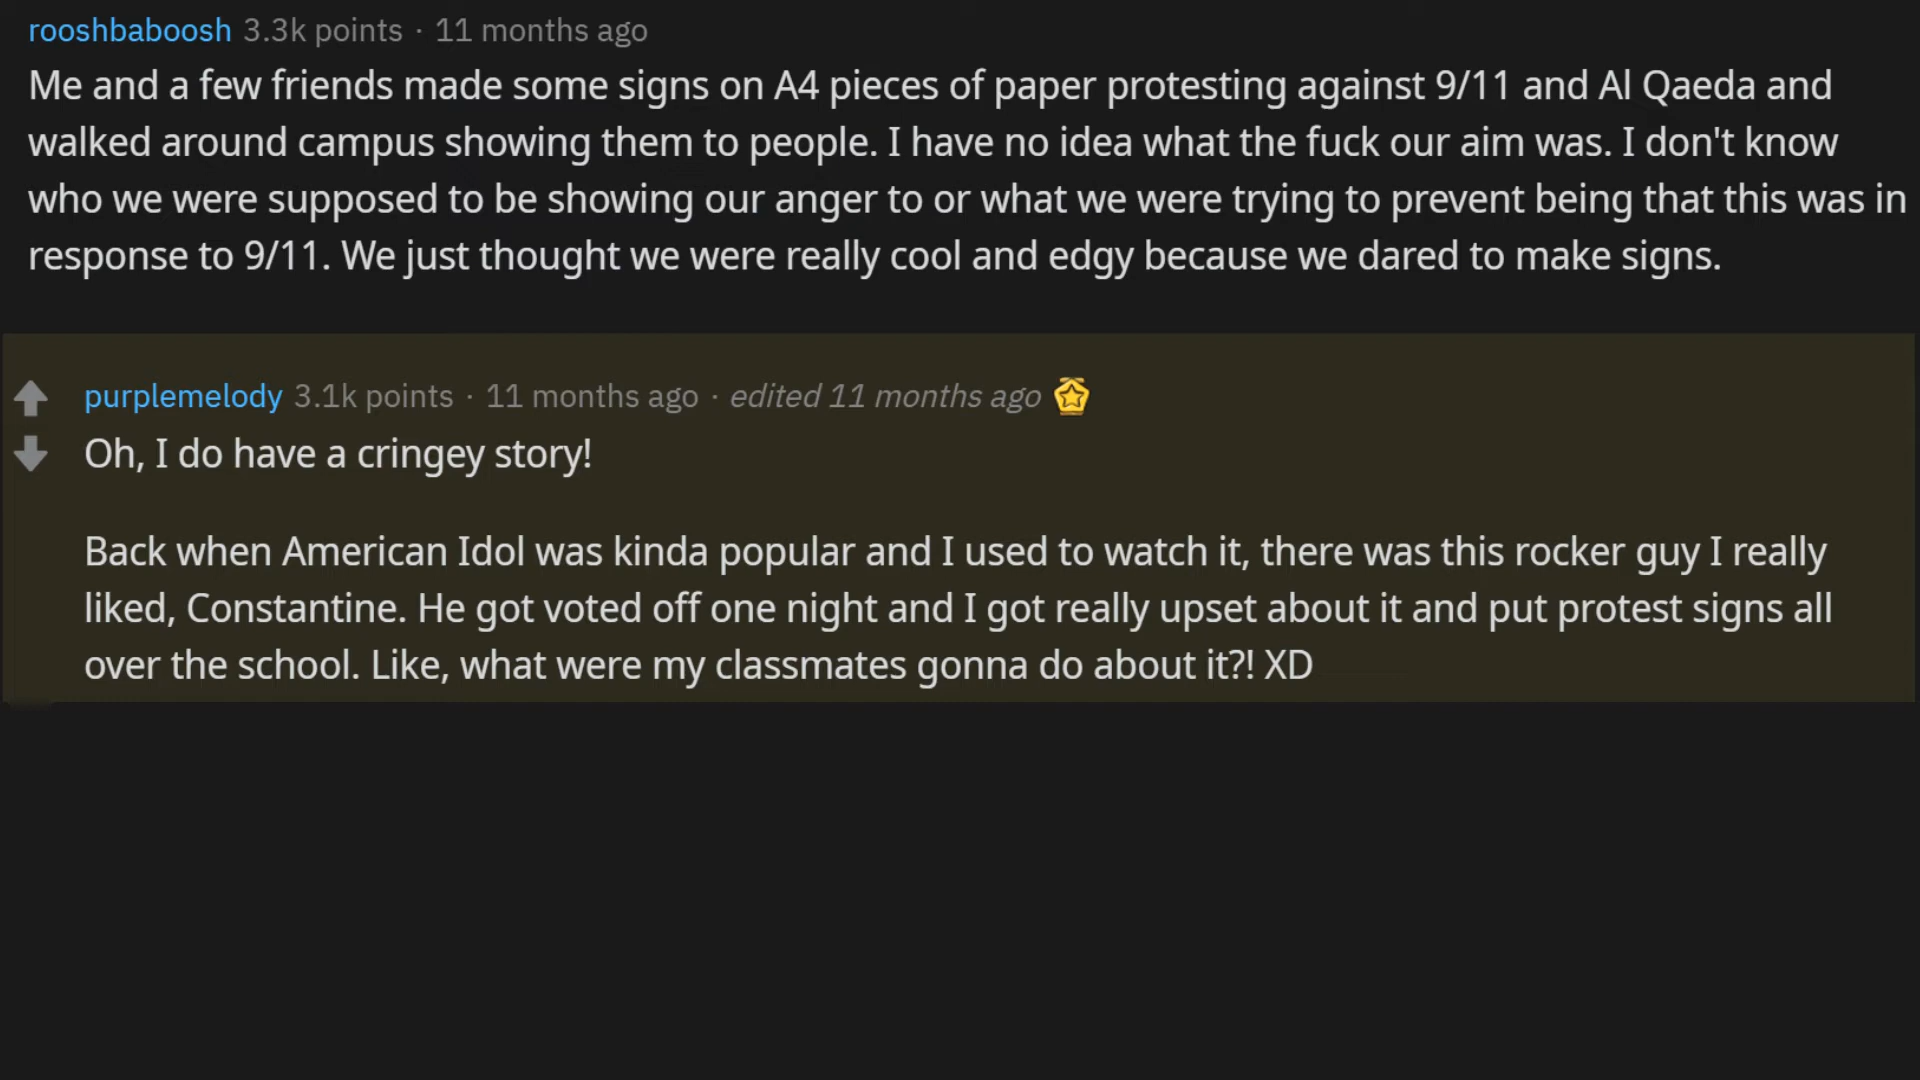 rooshbaboosh 3.3k points · 11 months ago
Me and a few friends made some signs on A4 pieces of paper protesting against 9/11 and Al Qaeda and
walked around campus showing them to people. I have no idea what the fuck our aim was. I don't know
who we were supposed to be showing our anger to or what we were trying to prevent being that this was in
response to 9/11. We just thought we were really cool and edgy because we dared to make signs.
purplemelody 3.1k points · 11 months ago · edited 11 months ago
Oh, I do have a cringey story!
Back when American Idol was kinda popular and I used to watch it, there was this rocker guy I really
liked, Constantine. He got voted off one night and I got really upset about it and put protest signs all
over the school. Like, what were my classmates gonna do about it?! XD